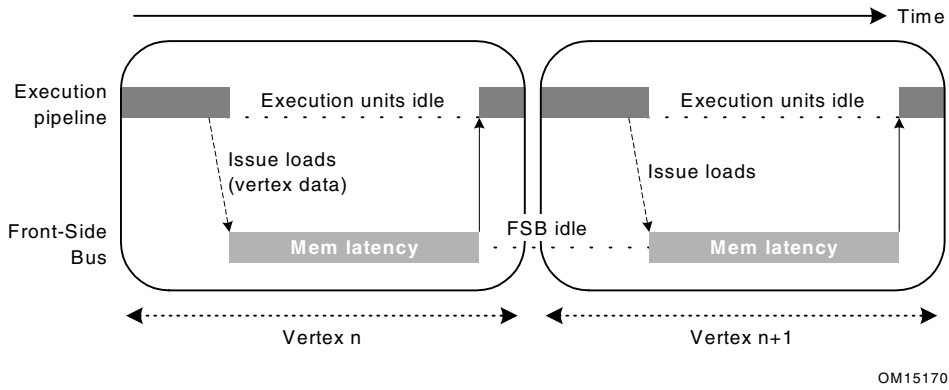 Time
Execution
pipeline
Execution units idle
Execution units idle
Issue loads
(vertex data)
Issue loads
Front-Side
Bus
Mem latency
FSB idle
Mem latency
Vertex n
Vertex n+1
OM15170